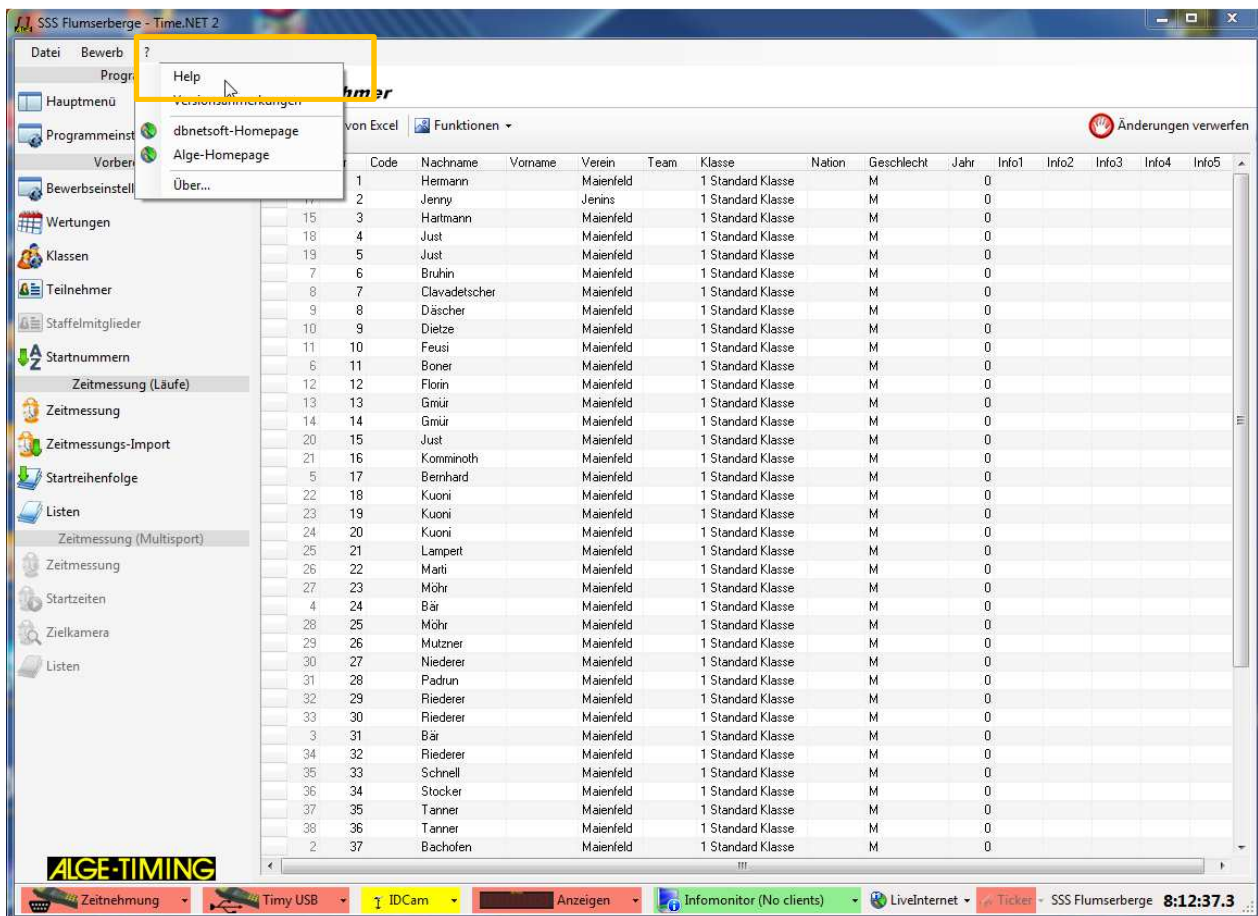 SSS Flumserberge - Time.NET 2
Datei Bewerb ?
Help
Versionsanmerkungen
dbnetsoft-Homepage
Alge-Homepage
Über...
Hauptmenü
Wertungen
Klassen
Teilnehmer
Staffelmitglieder
Startnummern
Zeitmessung (Läufe)
Zeitmessung
Zeitmessungs-Import
Startreihenfolge
Listen
Zeitmessung (Multisport)
Zeitmessung
Startzeiten
Zielkamera
Listen
ALGE-TIMING
von Excel Funktionen Änderungen verwerfen
Code Nachname Vorname Verein Team Klasse Nation Geschlecht Jahr Info1 Info2 Info3 Info4 Info5
1 Hermann Maienfeld 1 Standard Klasse M 0
17 2 Jenny Jenins 1 Standard Klasse M 0
15 3 Hartmann Maienfeld 1 Standard Klasse M 0
18 4 Just Maienfeld 1 Standard Klasse M 0
19 5 Just Maienfeld 1 Standard Klasse M 0
7 6 Bruhin Maienfeld 1 Standard Klasse M 0
8 7 Clavadetscher Maienfeld 1 Standard Klasse M 0
9 8 Däscher Maienfeld 1 Standard Klasse M 0
10 9 Dietze Maienfeld 1 Standard Klasse M 0
11 10 Feusi Maienfeld 1 Standard Klasse M 0
6 11 Boner Maienfeld 1 Standard Klasse M 0
12 12 Florin Maienfeld 1 Standard Klasse M 0
13 13 Gmür Maienfeld 1 Standard Klasse M 0
14 14 Gmür Maienfeld 1 Standard Klasse M 0
20 15 Just Maienfeld 1 Standard Klasse M 0
21 16 Komminoth Maienfeld 1 Standard Klasse M 0
5 17 Bernhard Maienfeld 1 Standard Klasse M 0
22 18 Kuoni Maienfeld 1 Standard Klasse M 0
23 19 Kuoni Maienfeld 1 Standard Klasse M 0
24 20 Kuoni Maienfeld 1 Standard Klasse M 0
25 21 Lampert Maienfeld 1 Standard Klasse M 0
26 22 Marti Maienfeld 1 Standard Klasse M 0
27 23 Möhr Maienfeld 1 Standard Klasse M 0
4 24 Bär Maienfeld 1 Standard Klasse M 0
28 25 Möhr Maienfeld 1 Standard Klasse M 0
29 26 Mutzner Maienfeld 1 Standard Klasse M 0
30 27 Niederer Maienfeld 1 Standard Klasse M 0
31 28 Padrun Maienfeld 1 Standard Klasse M 0
32 29 Riederer Maienfeld 1 Standard Klasse M 0
33 30 Riederer Maienfeld 1 Standard Klasse M 0
3 31 Bär Maienfeld 1 Standard Klasse M 0
34 32 Riederer Maienfeld 1 Standard Klasse M 0
35 33 Schnell Maienfeld 1 Standard Klasse M 0
36 34 Stocker Maienfeld 1 Standard Klasse M 0
37 35 Tanner Maienfeld 1 Standard Klasse M 0
38 36 Tanner Maienfeld 1 Standard Klasse M 0
2 37 Bachofen Maienfeld 1 Standard Klasse M 0
Zeitnehmung Timy USB IDCam Anzeigen Infomonitor (No clients) LiveInternet Ticker SSS Flumserberge 8:12:37.3